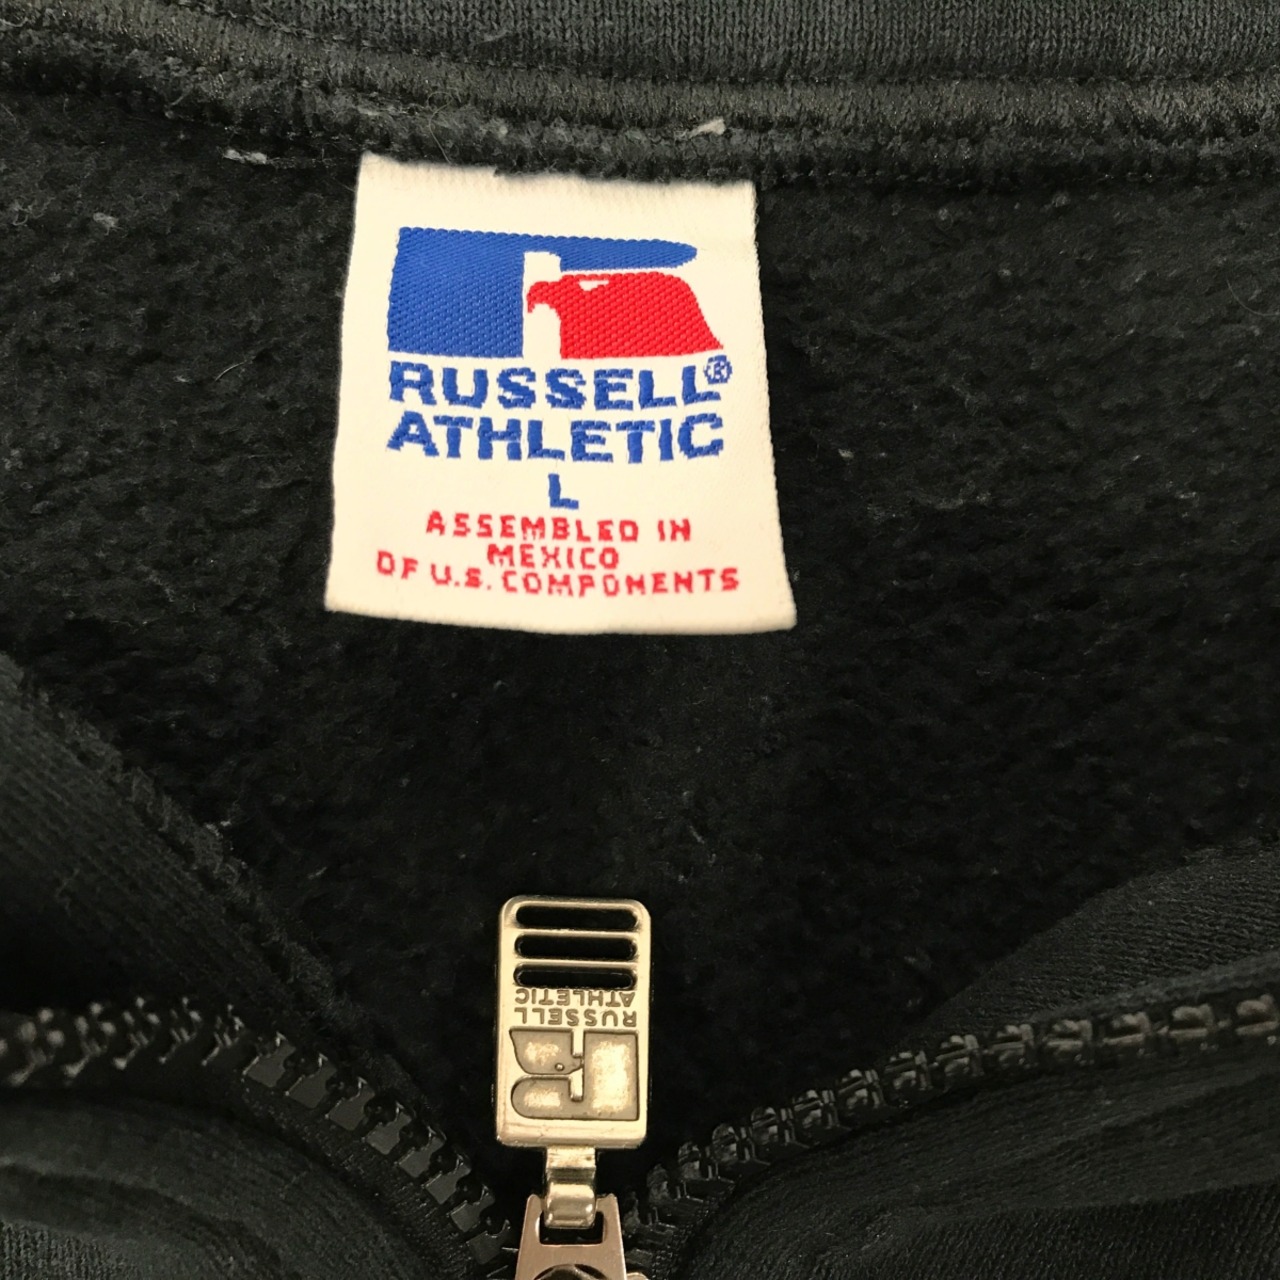 RUSSELL®
ATHLETIC
L
ASSEMBLED IN
MEXICO
OF U.S. COMPONENTS
RUSSELL
ATHLETIC